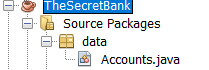 TheSecretBank
Source Packages
data
Accounts.java